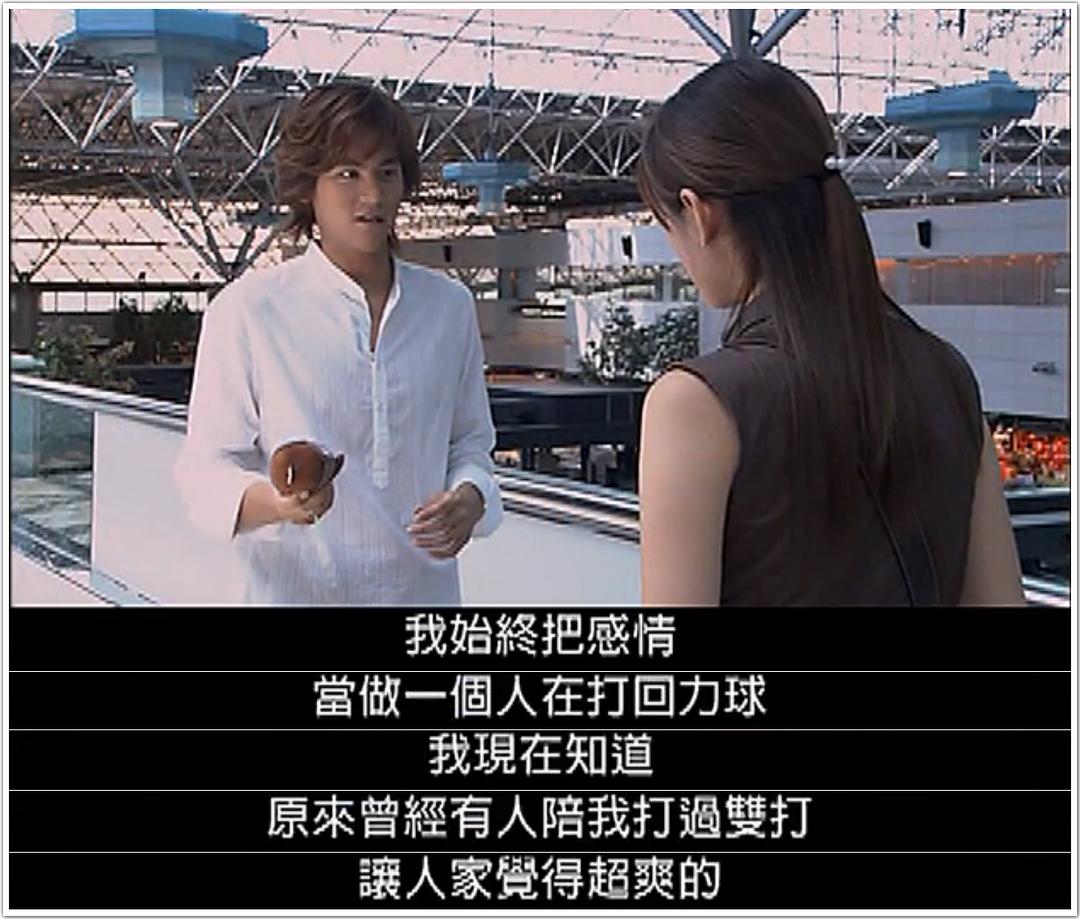 我始終把感情
當做一個人在打回力球
我現在知道
原來曾經有人陪我打過雙打
讓人家覺得超爽的